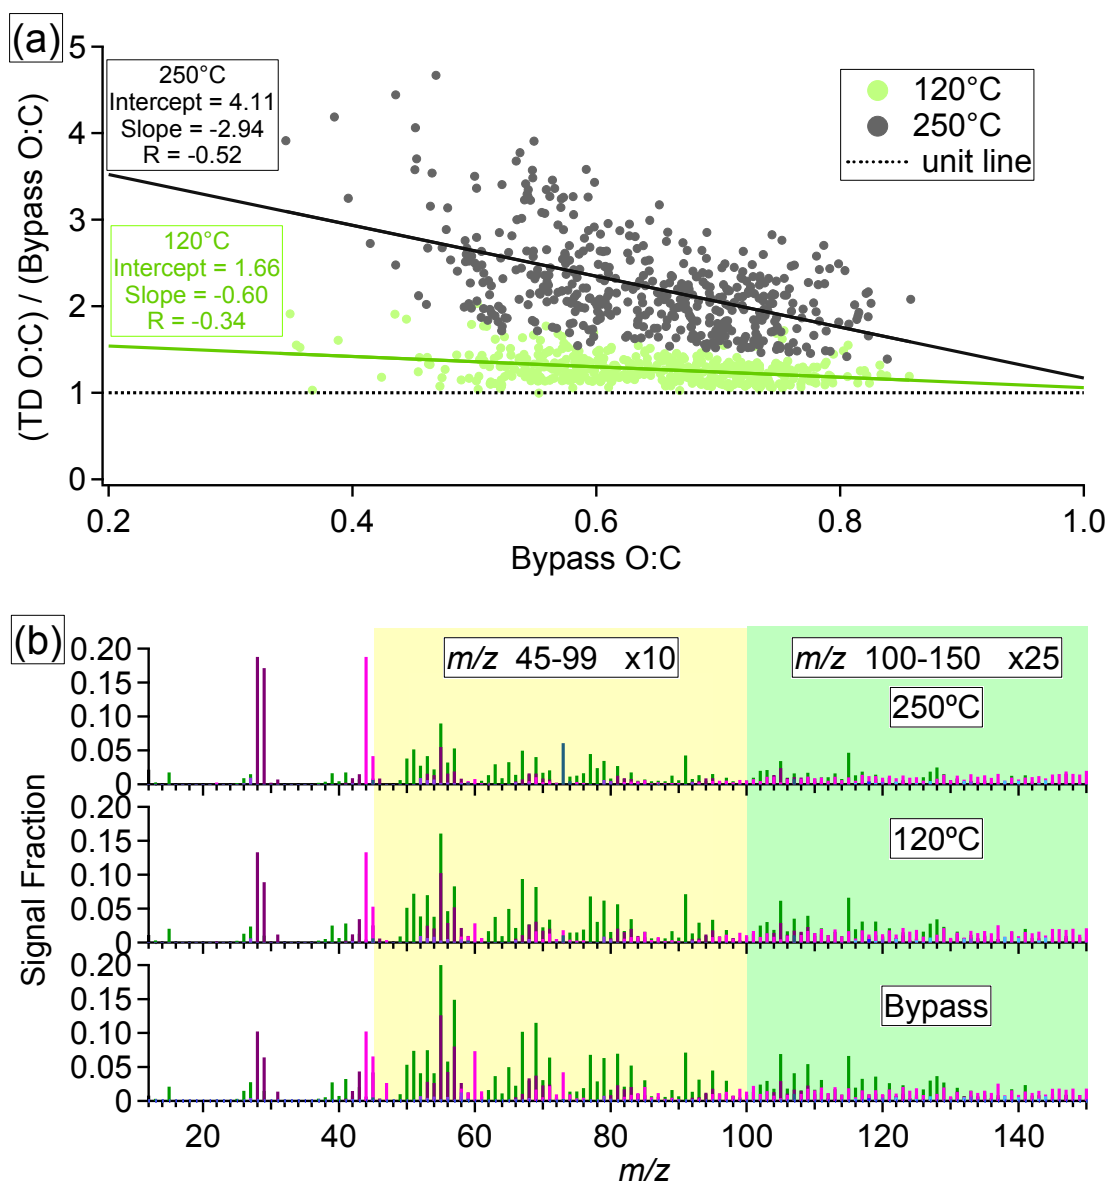 (a)
5
4
3
2
1
0
(TD O:C) / (Bypass O:C)
250°C
Intercept = 4.11
Slope = -2.94
R = -0.52
120°C
Intercept = 1.66
Slope = -0.60
R = -0.34
120°C
250°C
unit line
0.2 0.4 0.6 0.8 1.0
Bypass O:C
(b)
m/z 45-99 x10
m/z 100-150 x25
250ºC
0.20
0.15
0.10
0.05
0
120ºC
0.20
0.15
0.10
0.05
0
Bypass
0.20
0.15
0.10
0.05
0
Signal Fraction
20 40 60 80 100 120 140
m/z